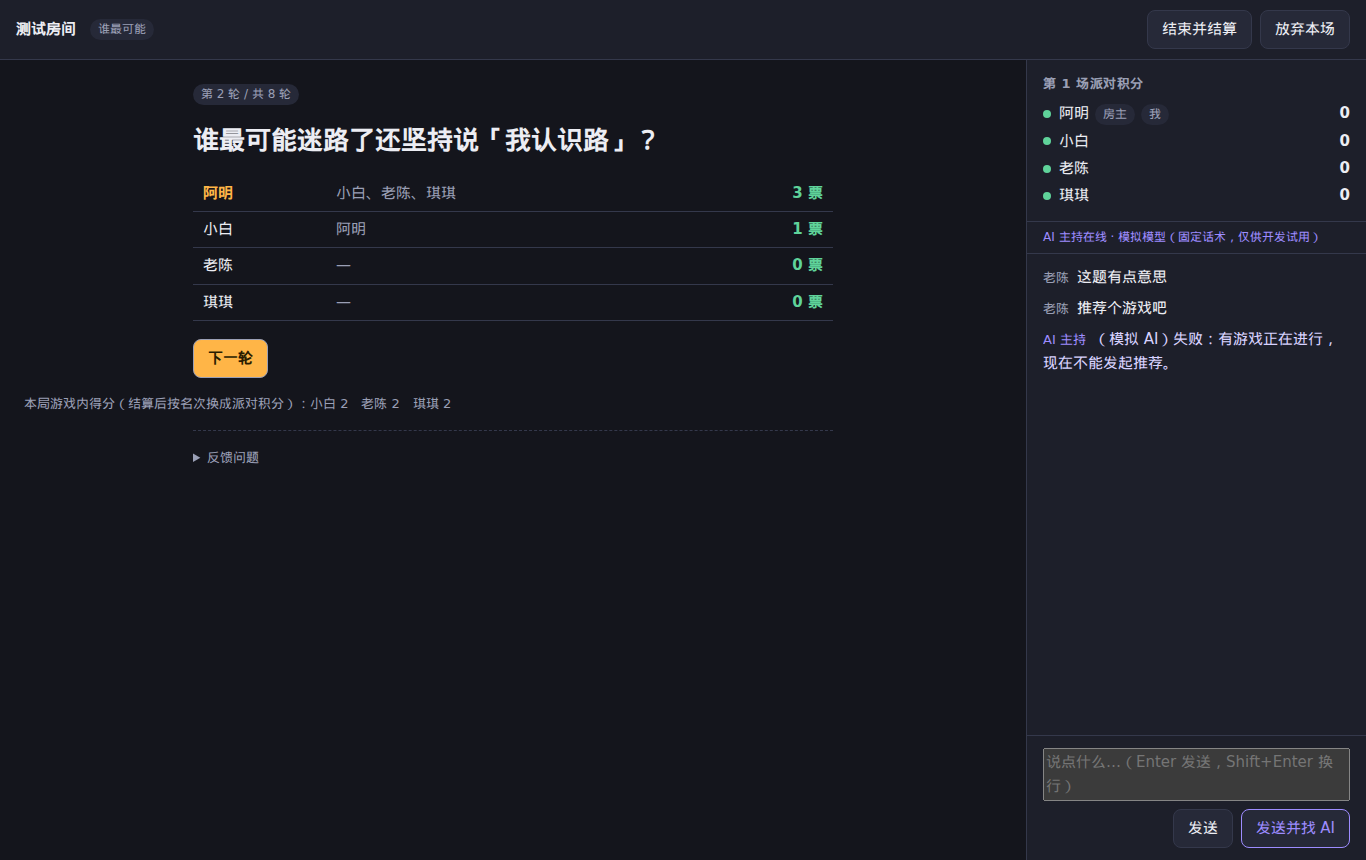 测试房间 谁最可能 结束并结算 放弃本场
第 2 轮 / 共 8 轮
谁最可能迷路了还坚持说「我认识路」？
阿明 小白、老陈、琪琪 3 票
小白 阿明 1 票
老陈 — 0 票
琪琪 — 0 票
下一轮
本局游戏内得分（结算后按名次换成派对积分）：小白 2 老陈 2 琪琪 2
反馈问题
第 1 场派对积分
阿明 房主 我 0
小白 0
老陈 0
琪琪 0
AI 主持在线 · 模拟模型（固定话术，仅供开发试用）
老陈 这题有点意思
老陈 推荐个游戏吧
AI 主持 （模拟 AI）失败：有游戏正在进行，
现在不能发起推荐。
说点什么…（Enter 发送，Shift+Enter 换
行）
发送 发送并找 AI